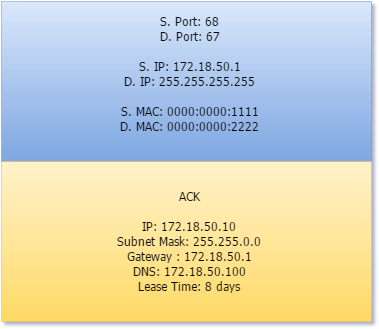 S. Port: 68
D. Port: 67
S. IP: 172.18.50.1
D. IP: 255.255.255.255
S. MAC: 0000:0000:1111
D. MAC: 0000:0000:2222
ACK
IP: 172.18.50.10
Subnet Mask: 255.255.0.0
Gateway : 172.18.50.1
DNS: 172.18.50.100
Lease Time: 8 days